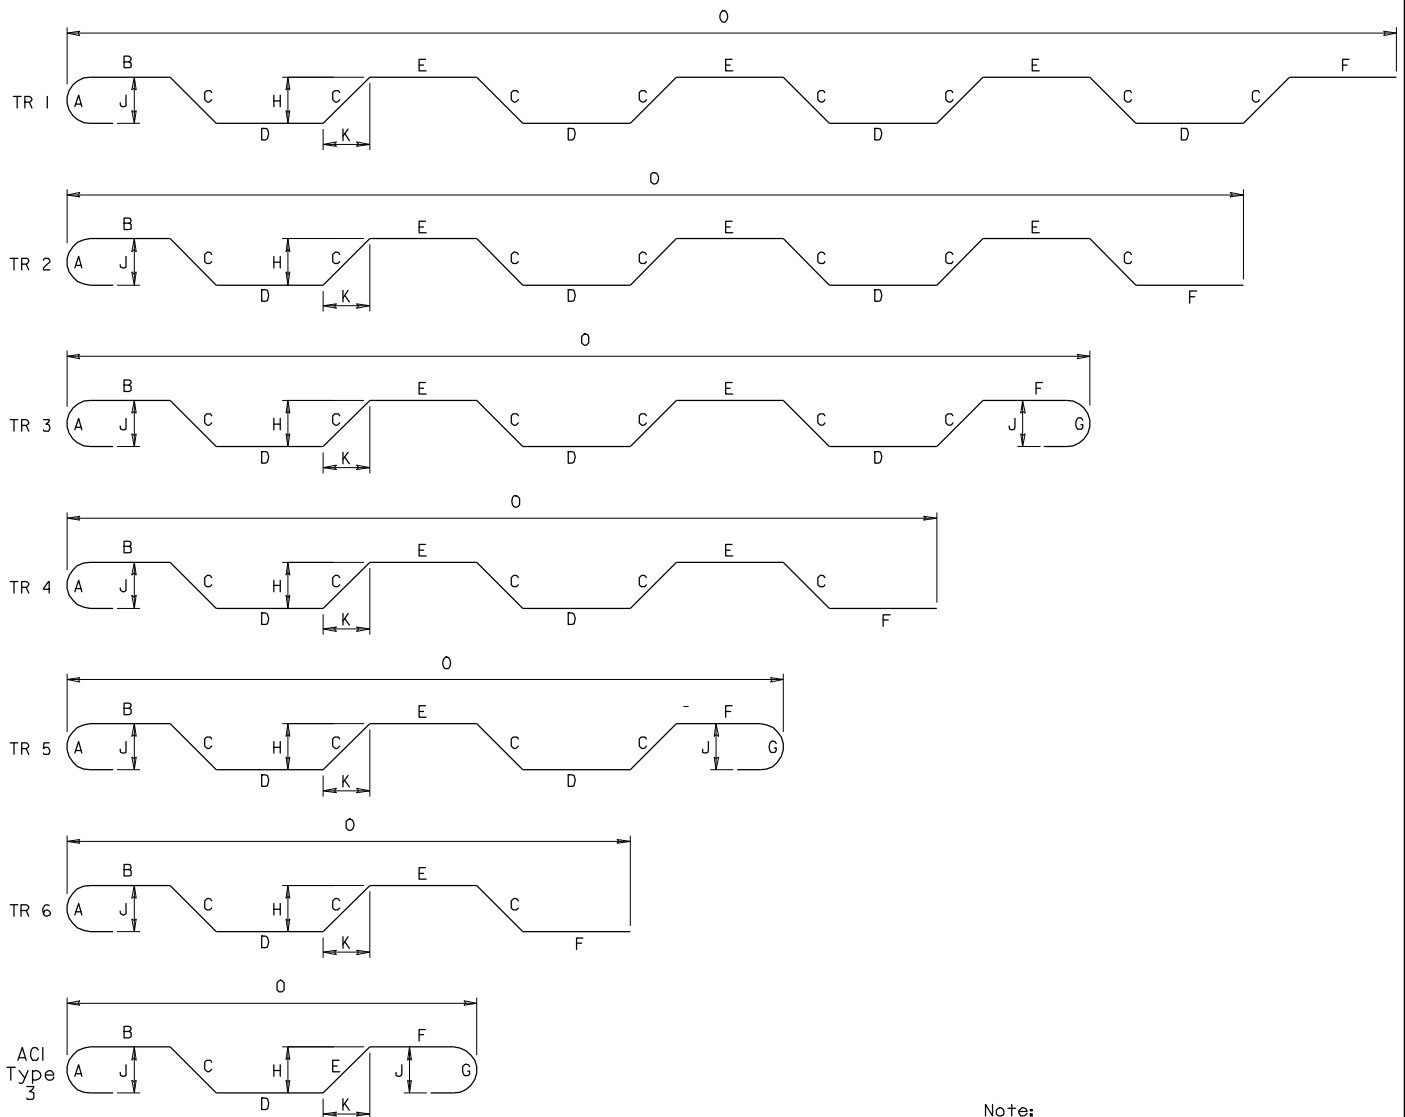 O
B E E E F
TR 1 A J C H C C C C C C C
D K D D D
O
B E E E
TR 2 A J C H C C C C C C
D K D D F
O
B E E F
TR 3 A J C H C C C C C J G
D K D D
O
B E E
TR 4 A J C H C C C C
D K D F
O
B E - F
TR 5 A J C H C C C J G
D K D
O
B E
TR 6 A J C H C C
D K F
O
B F
ACI
Type
3
A J C H E J G
D K
Note: